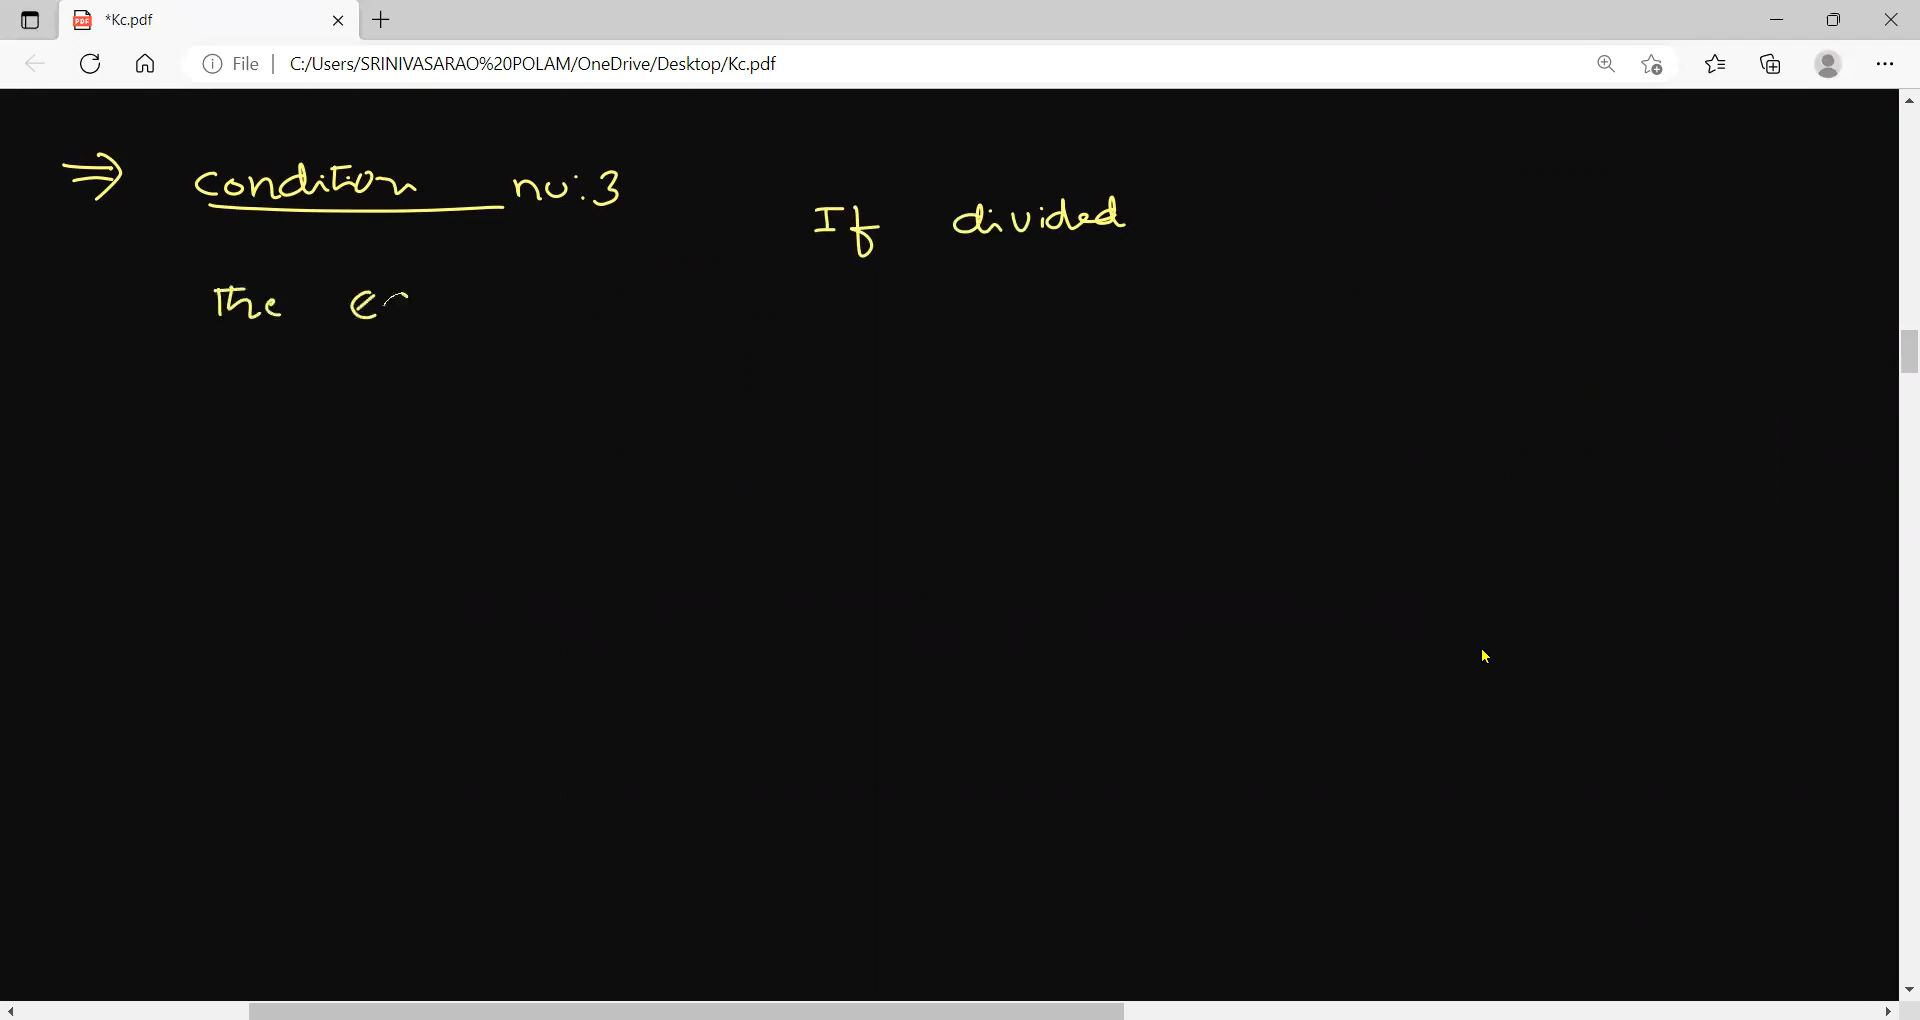 *Kc.pdf
File C:/Users/SRINIVASARAO%20POLAM/OneDrive/Desktop/Kc.pdf
⇒ condition no:3
If divided
the